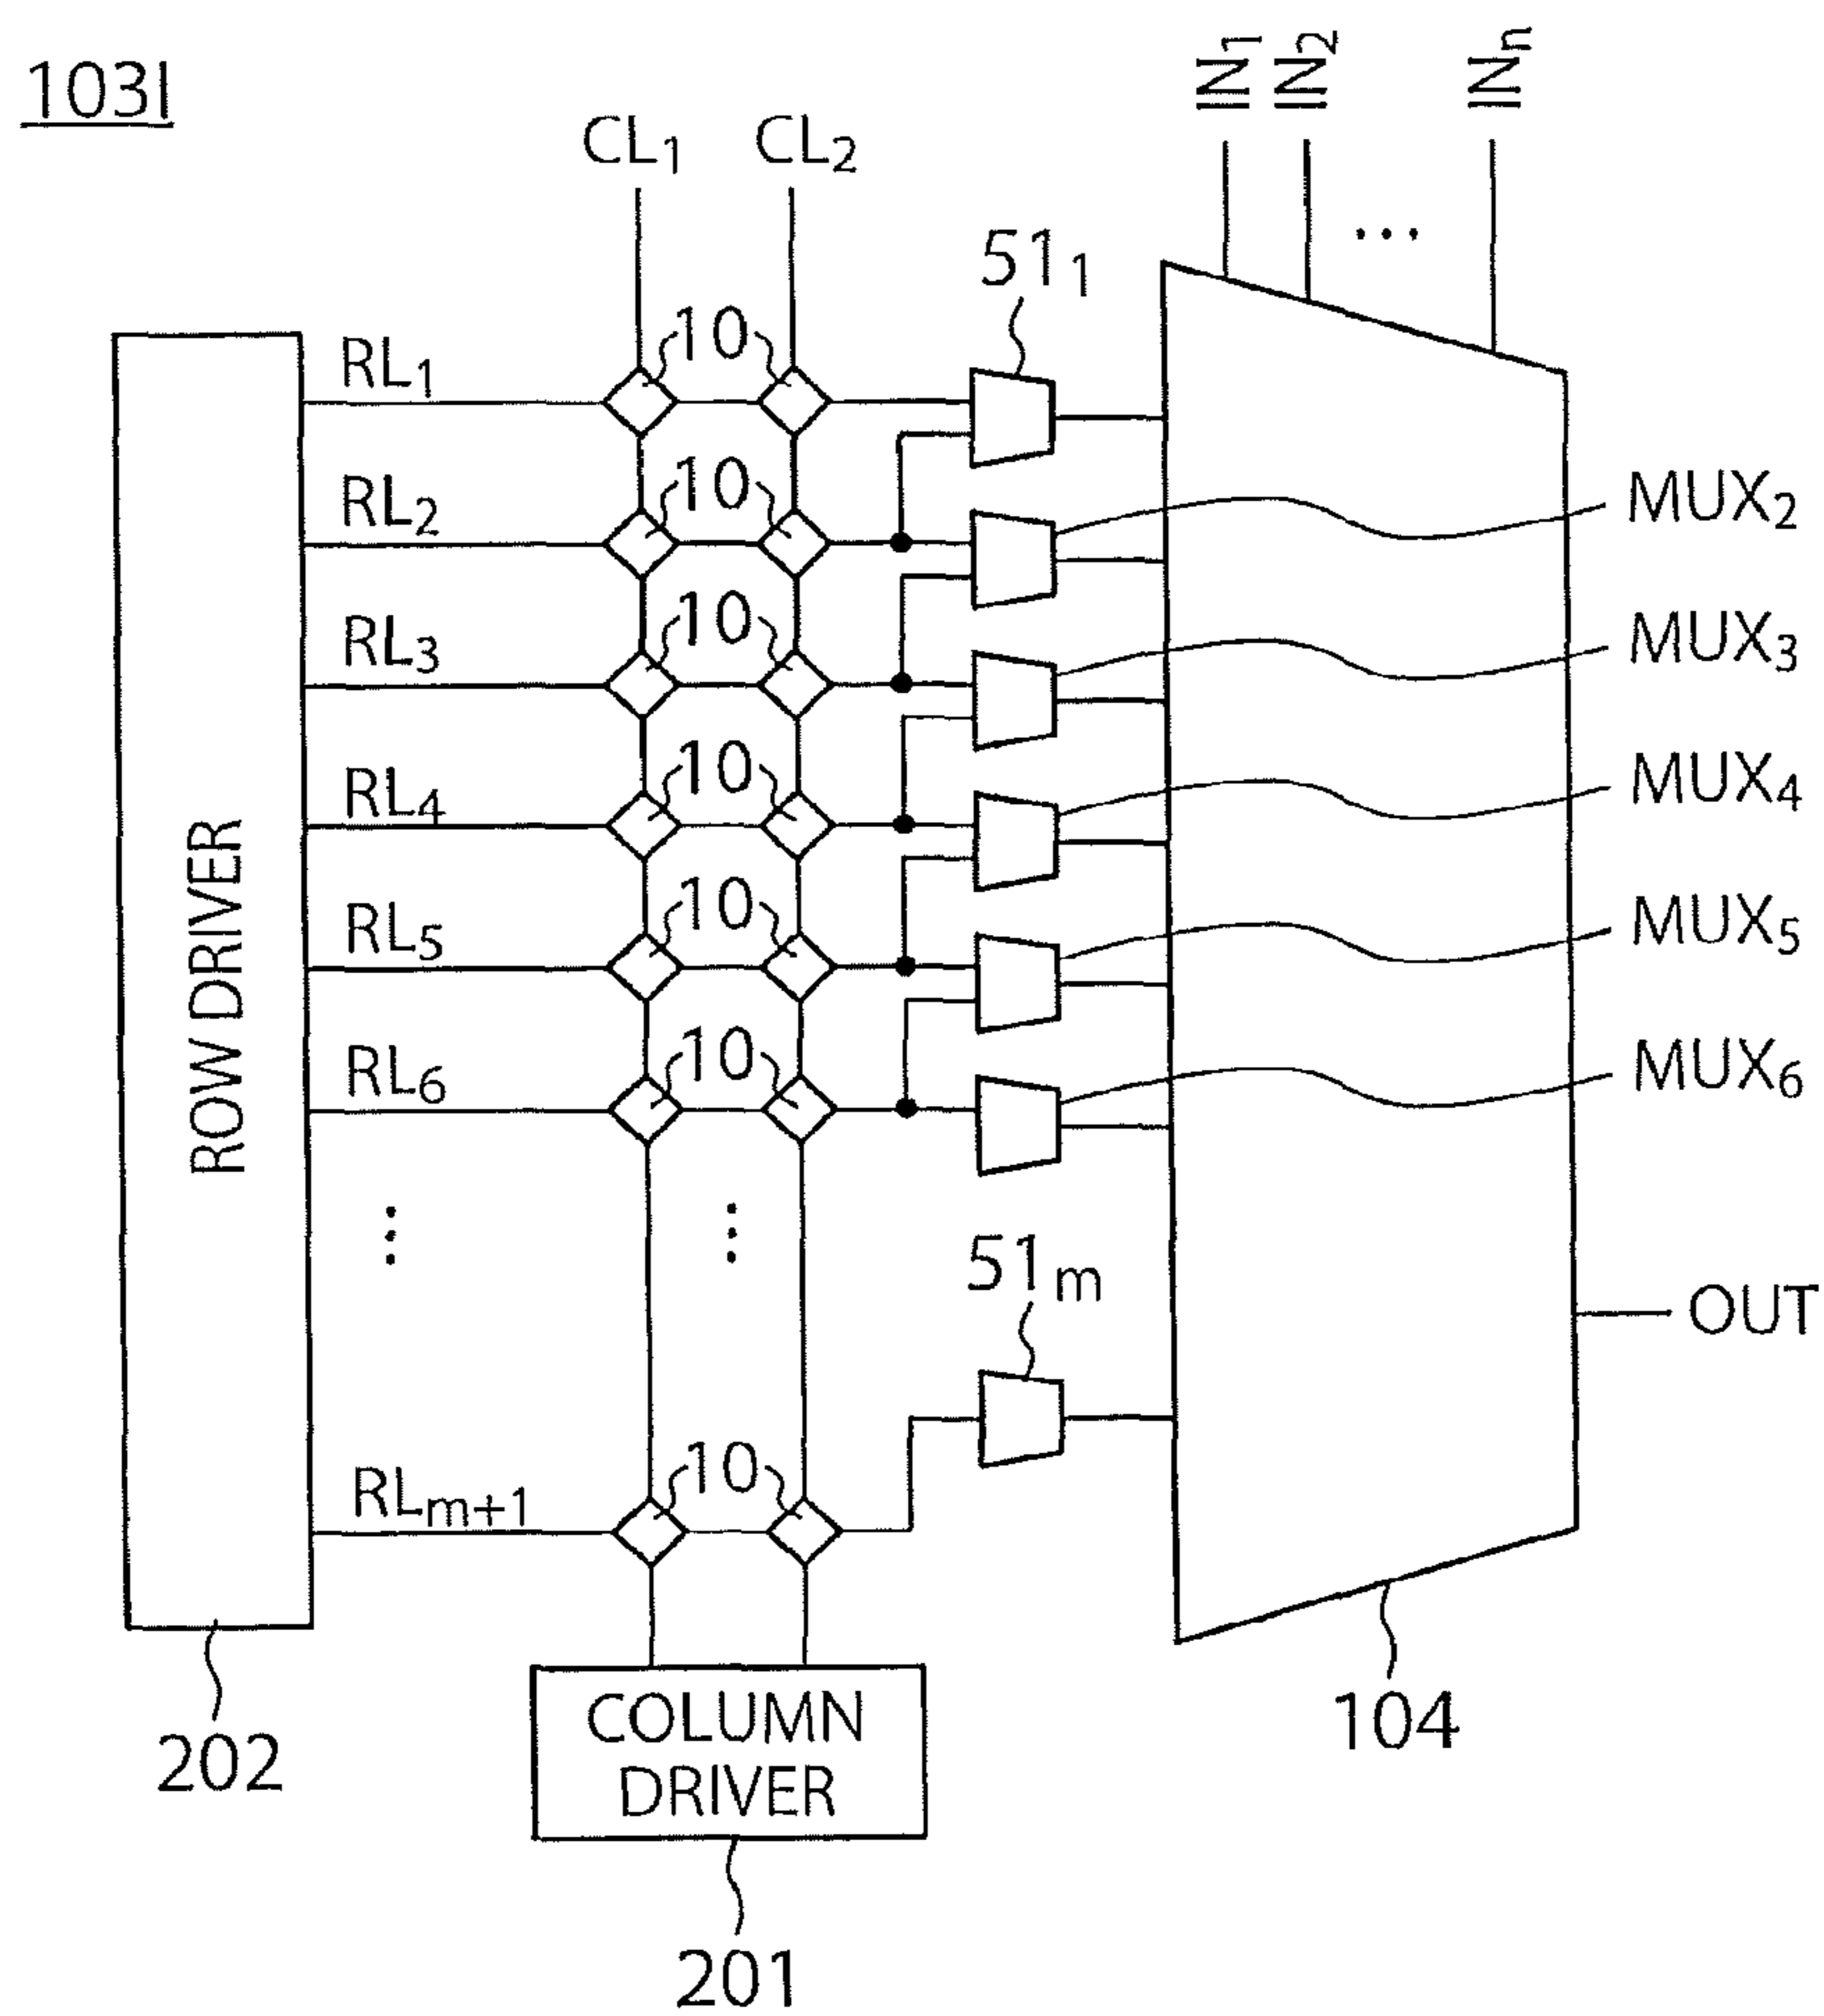 103I
IN₁ IN₂ ... INₙ
CL₁ CL₂
51₁
RL₁ 10
RL₂ 10 MUX₂
RL₃ 10 MUX₃
RL₄ 10 MUX₄
RL₅ 10 MUX₅
RL₆ 10 MUX₆
ROW DRIVER
51ₘ
OUT
RLₘ₊₁ 10
202
COLUMN
DRIVER
104
201